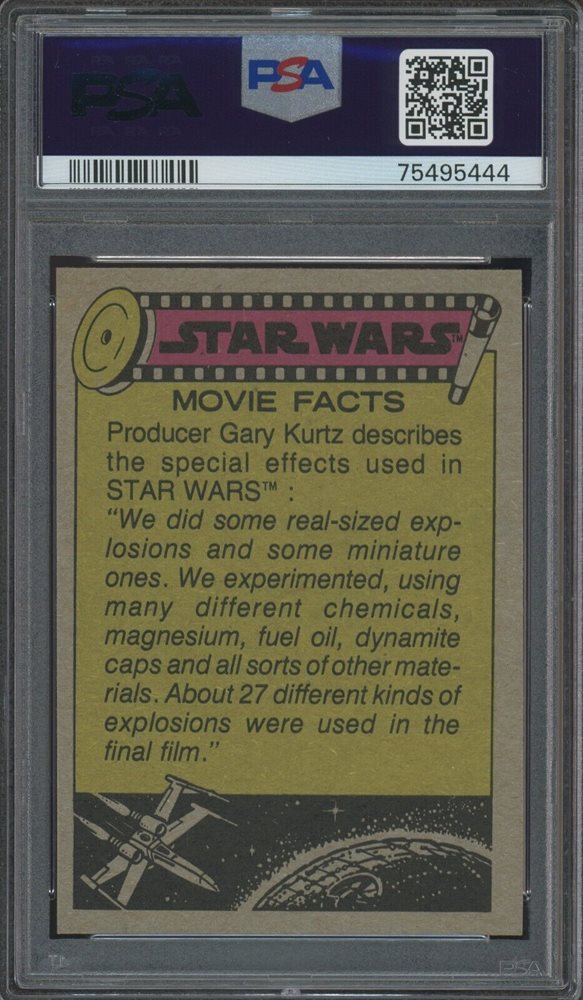 PSA
PSA
75495444
STAR WARS™
MOVIE FACTS
Producer Gary Kurtz describes
the special effects used in
STAR WARS™ :
“We did some real-sized exp-
losions and some miniature
ones. We experimented, using
many different chemicals,
magnesium, fuel oil, dynamite
caps and all sorts of other mate-
rials. About 27 different kinds of
explosions were used in the
final film.”
PSA